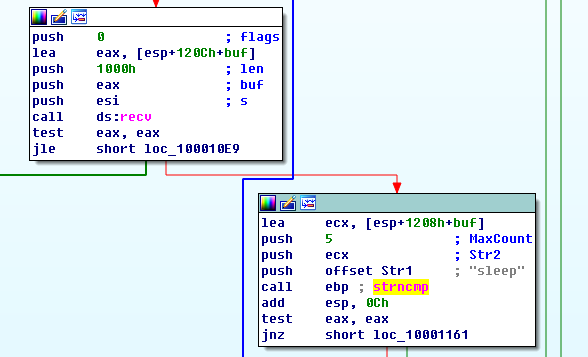 push 0 ; flags
lea eax, [esp+120Ch+buf]
push 1000h ; len
push eax ; buf
push esi ; s
call ds:recv
test eax, eax
jle short loc_100010E9
lea ecx, [esp+1208h+buf]
push 5 ; MaxCount
push ecx ; Str2
push offset Str1 ; "sleep"
call ebp ; strncmp
add esp, 0Ch
test eax, eax
jnz short loc_10001161